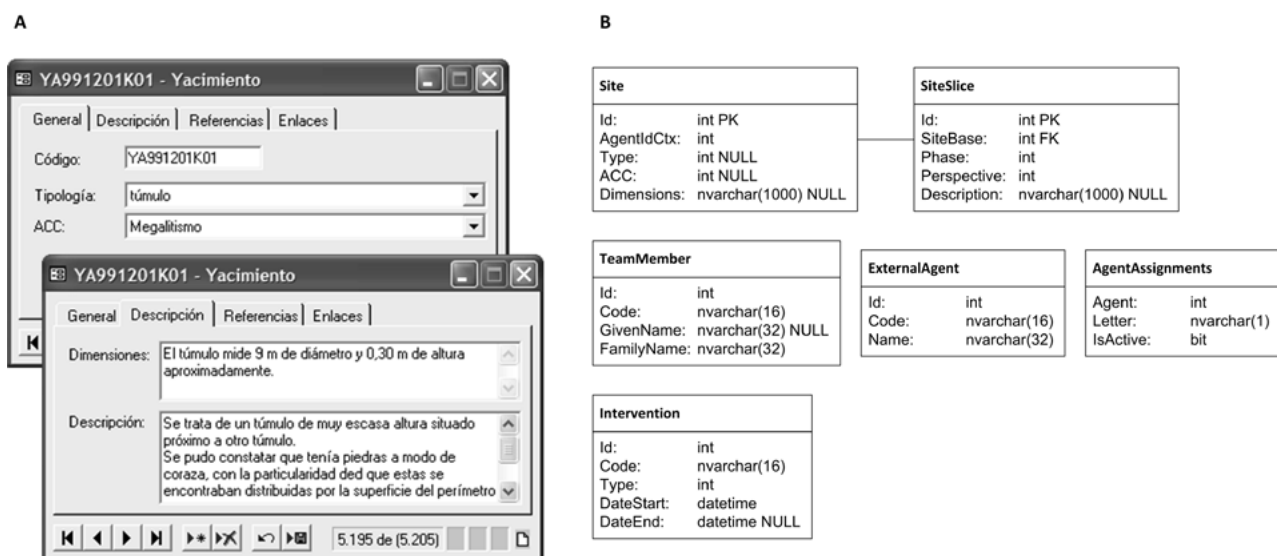 A
YA991201K01 - Yacimiento
General Descripción Referencias Enlaces
Código: YA991201K01
Tipología: túmulo
ACC: Megalitismo
YA991201K01 - Yacimiento
General Descripción Referencias Enlaces
Dimensiones: El túmulo mide 9 m de diámetro y 0,30 m de altura
aproximadamente.
Descripción: Se trata de un túmulo de muy escasa altura situado
próximo a otro túmulo.
Se pudo constatar que tenía piedras a modo de
coraza, con la particularidad ded que estas se
encontraban distribuidas por la superficie del perímetro
5.195 de (5.205)
B
Site
Id: int PK
AgentIdCtx: int
Type: int NULL
ACC: int NULL
Dimensions: nvarchar(1000) NULL
SiteSlice
Id: int PK
SiteBase: int FK
Phase: int
Perspective: int
Description: nvarchar(1000) NULL
TeamMember
Id: int
Code: nvarchar(16)
GivenName: nvarchar(32) NULL
FamilyName: nvarchar(32)
ExternalAgent
Id: int
Code: nvarchar(16)
Name: nvarchar(32)
AgentAssignments
Agent: int
Letter: nvarchar(1)
IsActive: bit
Intervention
Id: int
Code: nvarchar(16)
Type: int
DateStart: datetime
DateEnd: datetime NULL